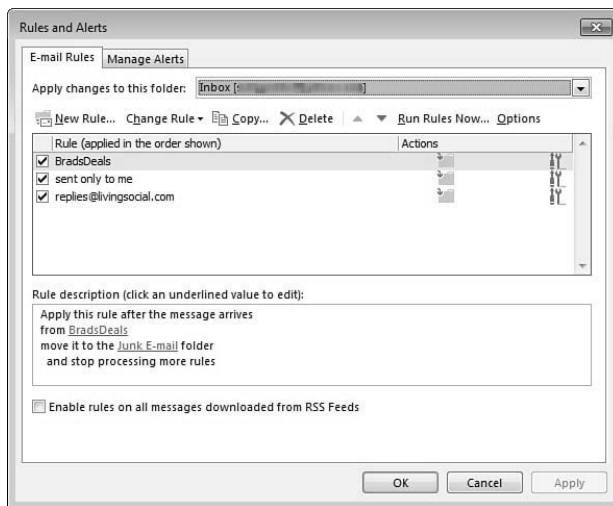 Rules and Alerts
E-mail Rules Manage Alerts
Apply changes to this folder: Inbox [
New Rule... Change Rule Copy... Delete Run Rules Now... Options
Rule (applied in the order shown) Actions
BradsDeals
sent only to me
replies@livingsocial.com
Rule description (click an underlined value to edit):
Apply this rule after the message arrives
from BradsDeals
move it to the Junk E-mail folder
and stop processing more rules
Enable rules on all messages downloaded from RSS Feeds
OK Cancel Apply